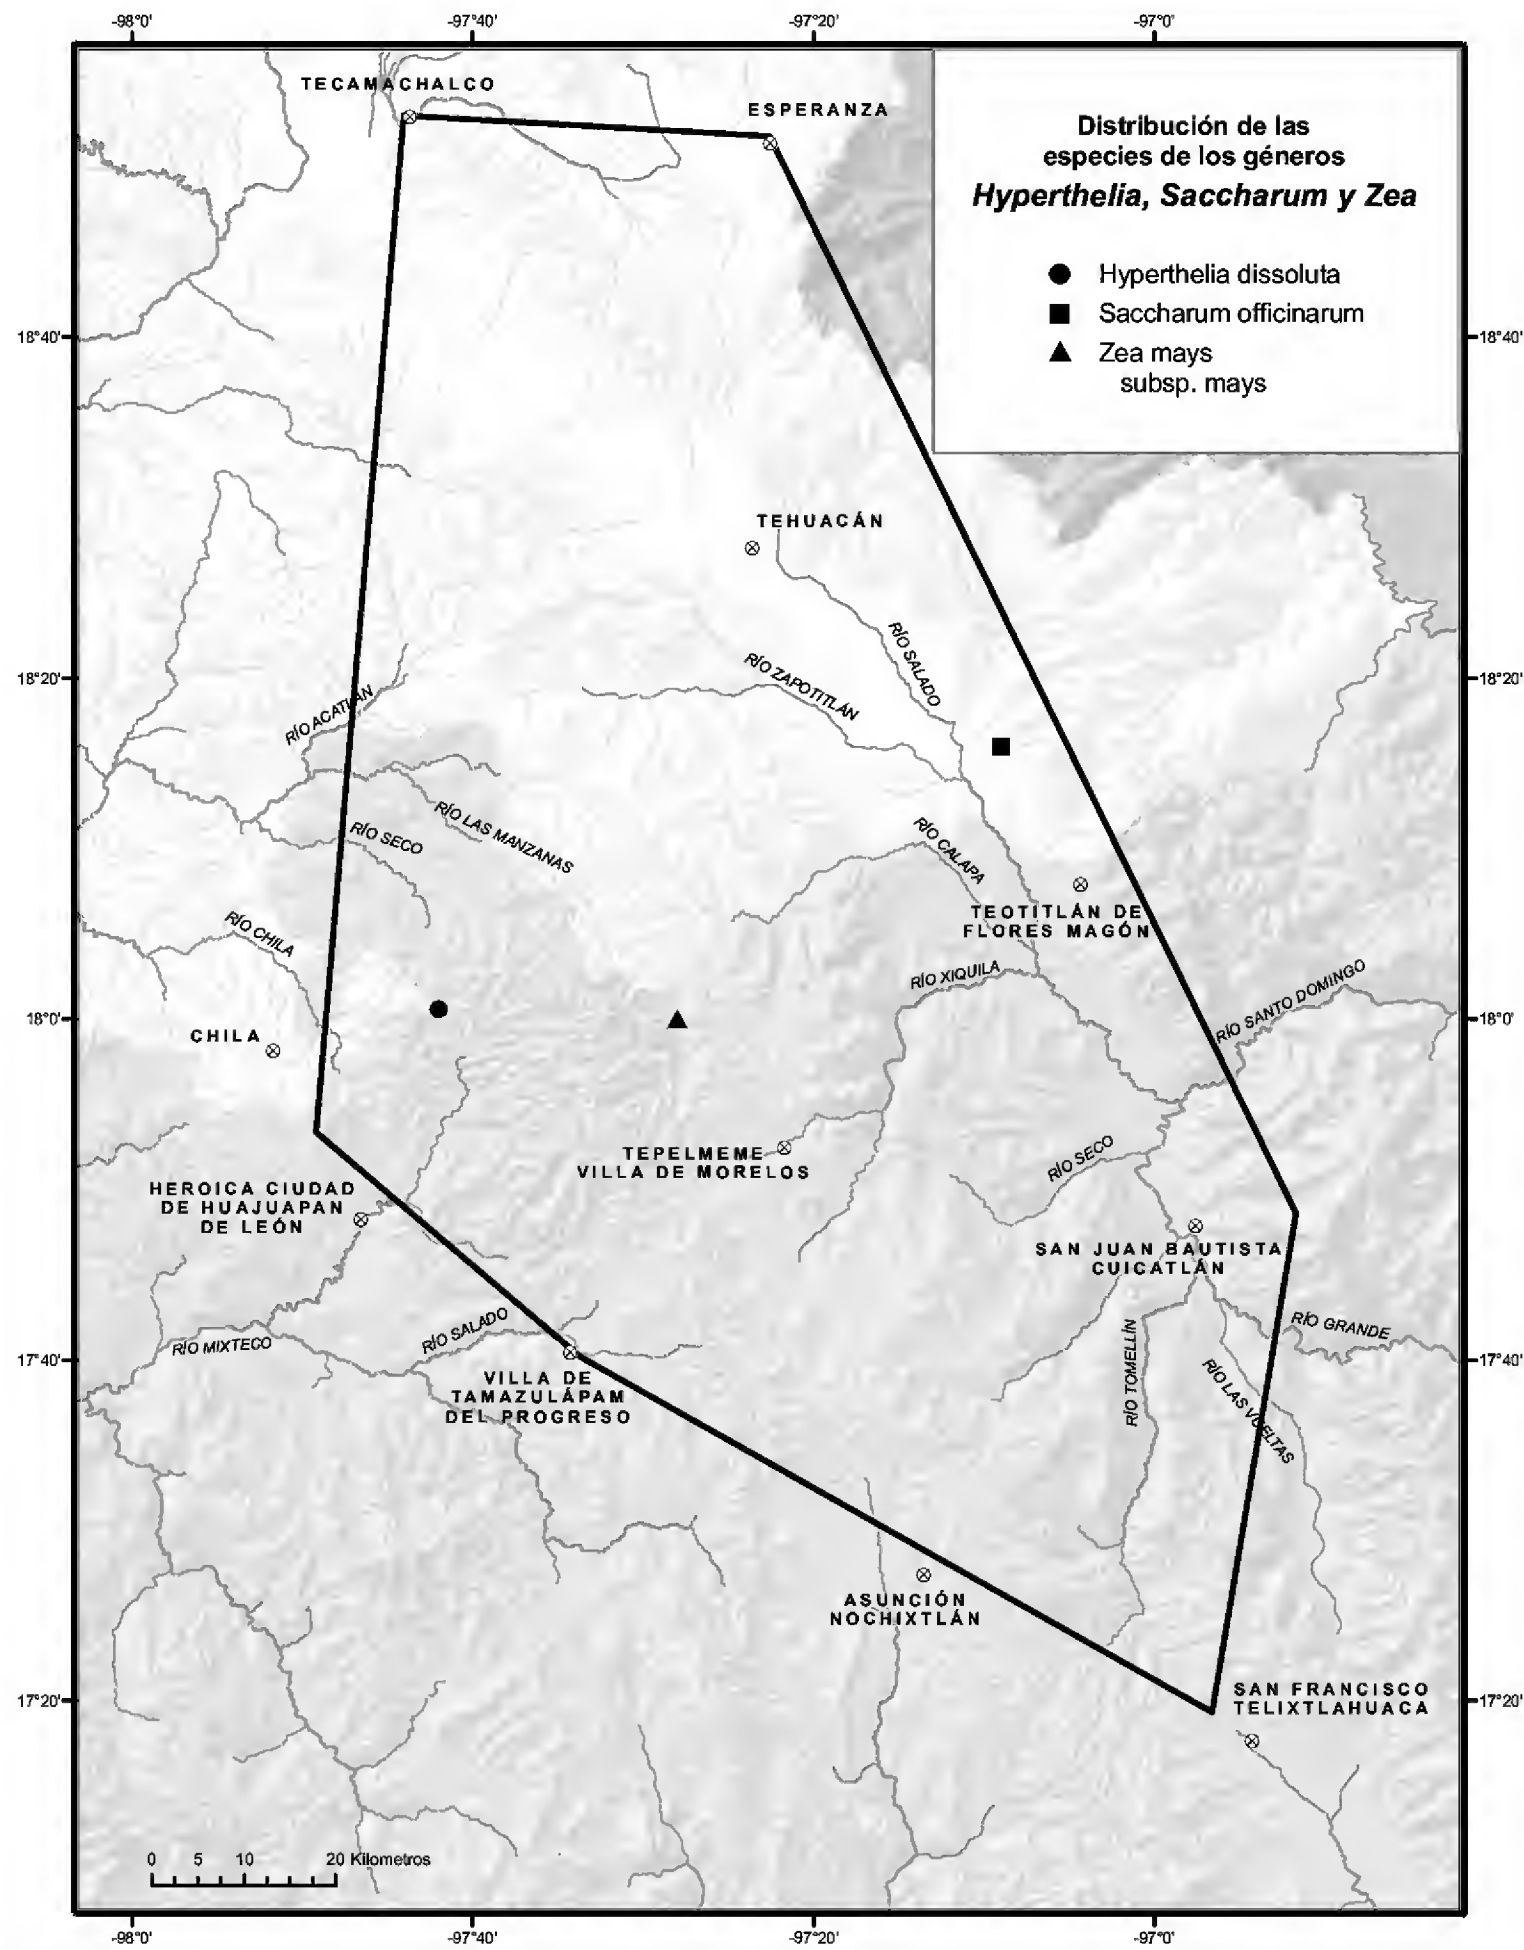 -98°0'
-97°40'
-97°20'
-97°0'
TECAMACHALCO
ESPERANZA
Distribución de las
especies de los géneros
Hyperthelia, Saccharum y Zea
Hyperthelia dissoluta
Saccharum officinarum
Zea mays
subsp. mays
18°40'
18°40'
TEHUACÁN
RÍO SALADO
RÍO ZAPOTITLÁN
18°20'
18°20'
RÍO ACATLÁN
RÍO LAS MANZANAS
RÍO SECO
RÍO CALAPA
TEOTITLÁN DE
FLORES MAGÓN
RÍO CHILA
RÍO XIQUILA
RÍO SANTO DOMINGO
18°0'
18°0'
CHILA
TEPELMEME
VILLA DE MORELOS
RÍO SECO
HEROICA CIUDAD
DE HUAJUAPAN
DE LEÓN
SAN JUAN BAUTISTA
CUICATLÁN
RÍO MIXTECO
RÍO SALADO
RÍO GRANDE
17°40'
17°40'
RÍO TOMELLÍN
RÍO LAS VUELTAS
VILLA DE
TAMAZULÁPAM
DEL PROGRESO
ASUNCIÓN
NOCHIXTLÁN
17°20'
17°20'
SAN FRANCISCO
TELIXTLAHUACA
0 5 10 20 Kilometros
-98°0'
-97°40'
-97°20'
-97°0'